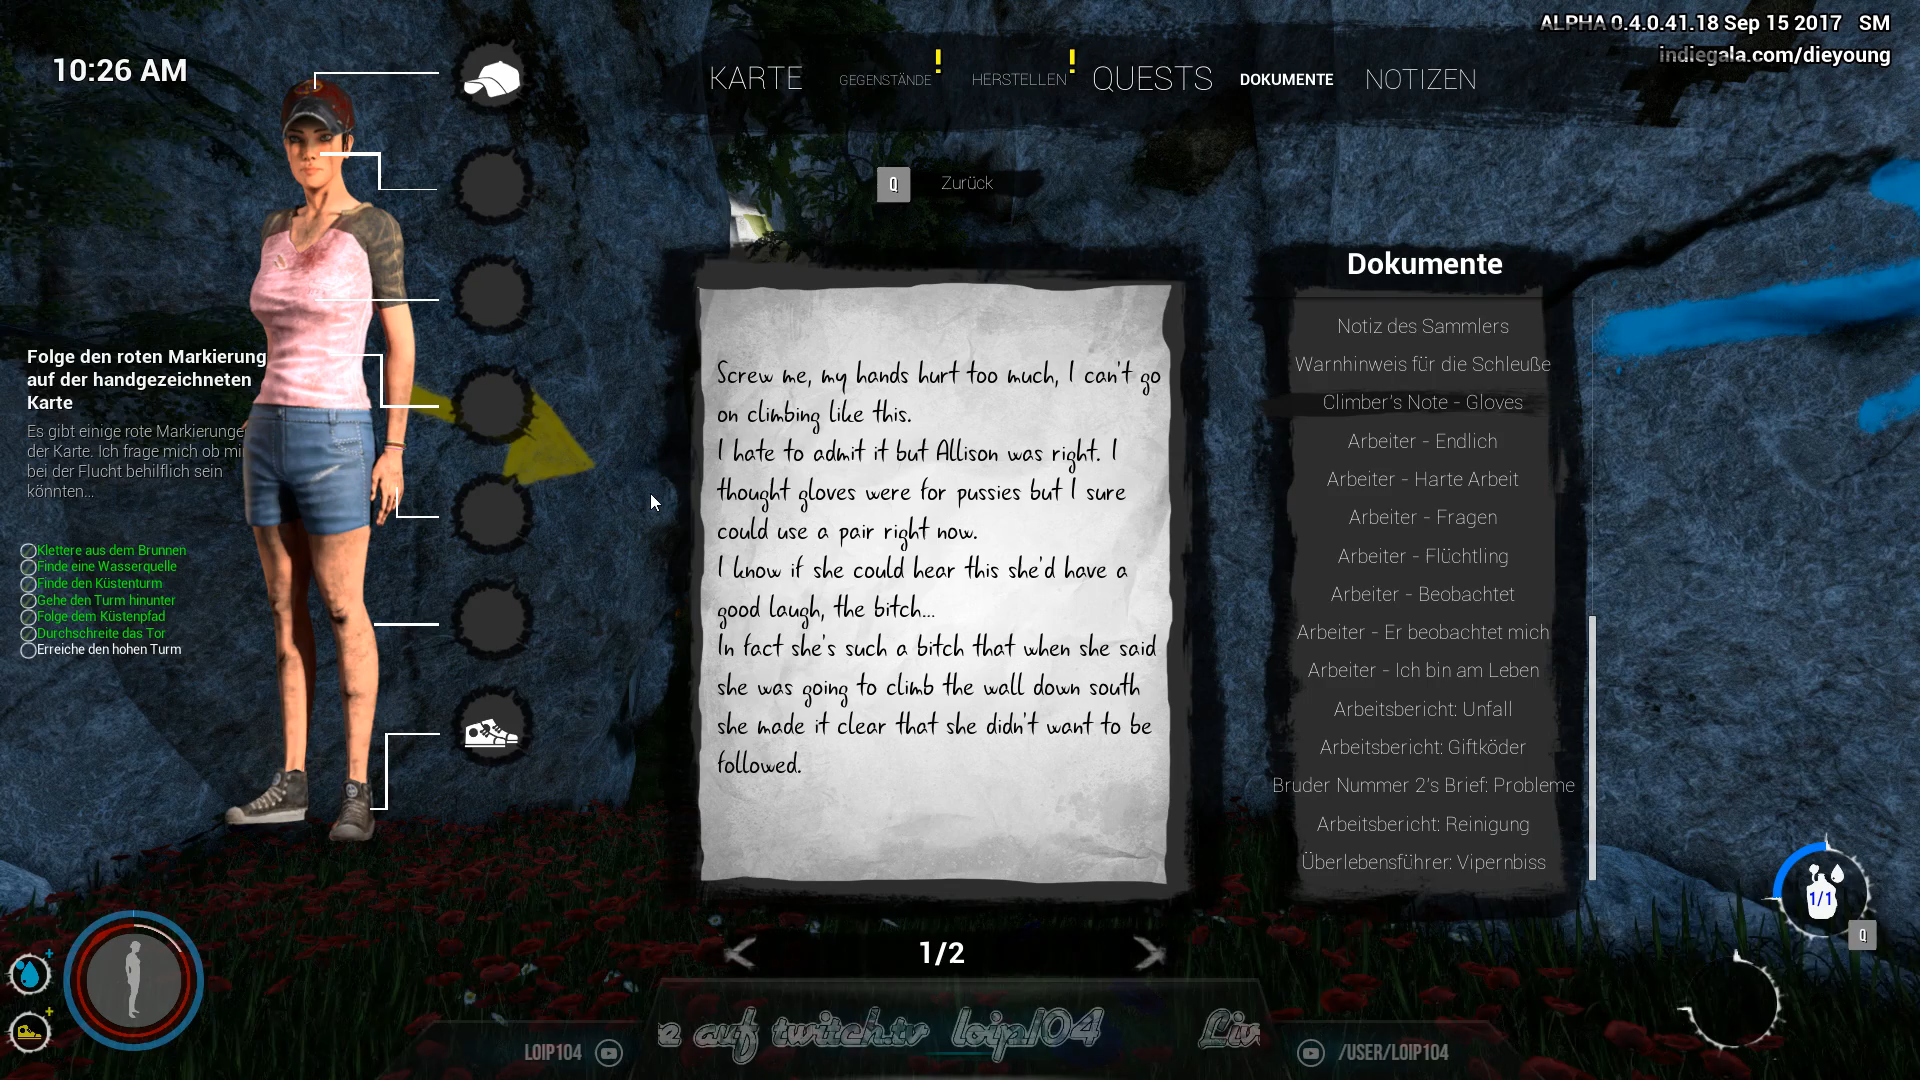 ALPHA 0.4.0.41.18 Sep 15 2017 SM
indiegala.com/dieyoung
10:26 AM
KARTE GEGENSTÄNDE! HERSTELLEN! QUESTS DOKUMENTE NOTIZEN
Q Zurück
Folge den roten Markierung
auf der handgezeichneten
Karte
Es gibt einige rote Markierunge
der Karte. Ich frage mich ob mi
bei der Flucht behilflich sein
könnten...
Klettere aus dem Brunnen
Finde eine Wasserquelle
Finde den Küstenturm
Gehe den Turm hinunter
Folge dem Küstenpfad
Durchschreite das Tor
Erreiche den hohen Turm
Screw me, my hands hurt too much, I can't go
on climbing like this.
I hate to admit it but Allison was right. I
thought gloves were for pussies but I sure
could use a pair right now.
I know if she could hear this she'd have a
good laugh, the bitch...
In fact she's such a bitch that when she said
she was going to climb the wall down south
she made it clear that she didn't want to be
followed.
1/2
Dokumente
Notiz des Sammlers
Warnhinweis für die Schleuße
Climber's Note - Gloves
Arbeiter - Endlich
Arbeiter - Harte Arbeit
Arbeiter - Fragen
Arbeiter - Flüchtling
Arbeiter - Beobachtet
Arbeiter - Er beobachtet mich
Arbeiter - Ich bin am Leben
Arbeitsbericht: Unfall
Arbeitsbericht: Giftköder
Bruder Nummer 2's Brief: Probleme
Arbeitsbericht: Reinigung
Überlebensführer: Vipernbiss
1/1
Q
e auf twitch.tv loip104 Liv
LOIP104
/USER/LOIP104